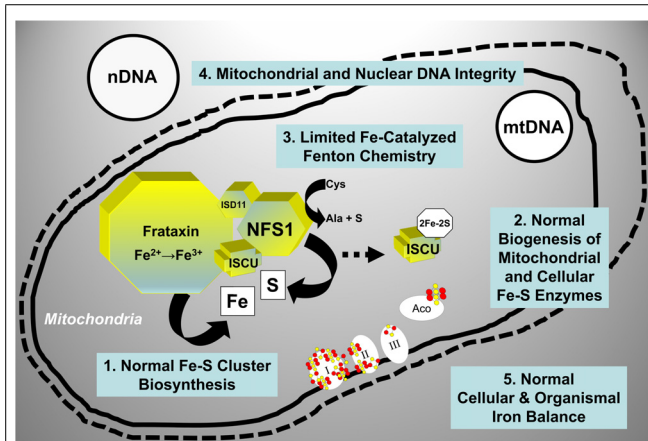 nDNA
4. Mitochondrial and Nuclear DNA Integrity
mtDNA
3. Limited Fe-Catalyzed
Fenton Chemistry
Cys
Ala + S
ISD11
NFS1
Frataxin
Fe²⁺→Fe³⁺
ISCU
Fe
S
2Fe-2S
ISCU
2. Normal
Biogenesis of
Mitochondrial
and Cellular
Fe-S Enzymes
Aco
Mitochondria
I
II
III
1. Normal Fe-S Cluster
Biosynthesis
5. Normal
Cellular & Organismal
Iron Balance